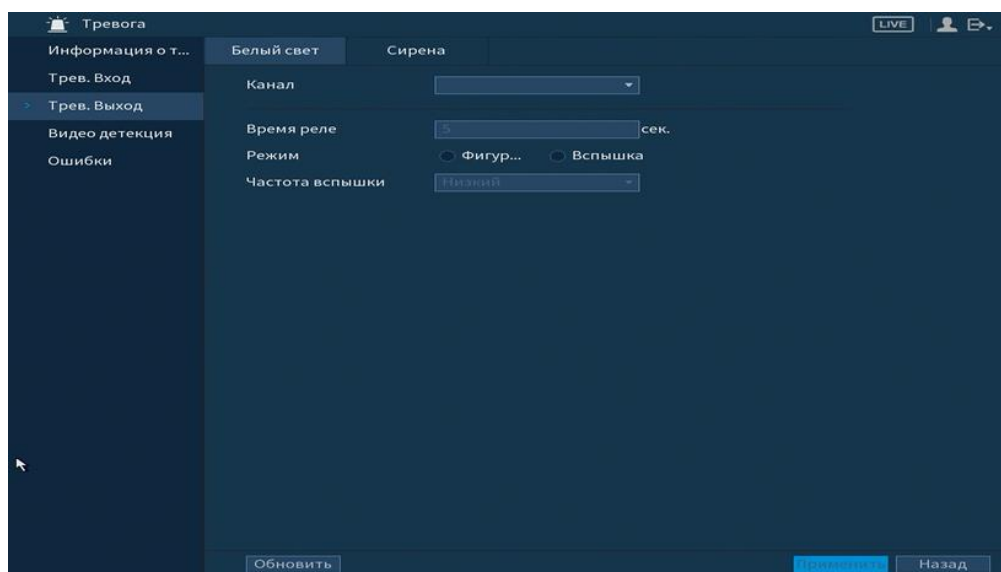 Тревога
LIVE
Информация о т...
Трев. Вход
Трев. Выход
Видео детекция
Ошибки
Белый свет
Сирена
Канал
Время реле
5
сек.
Режим
Фигур...
Вспышка
Частота вспышки
Низкий
Обновить
Применить
Назад